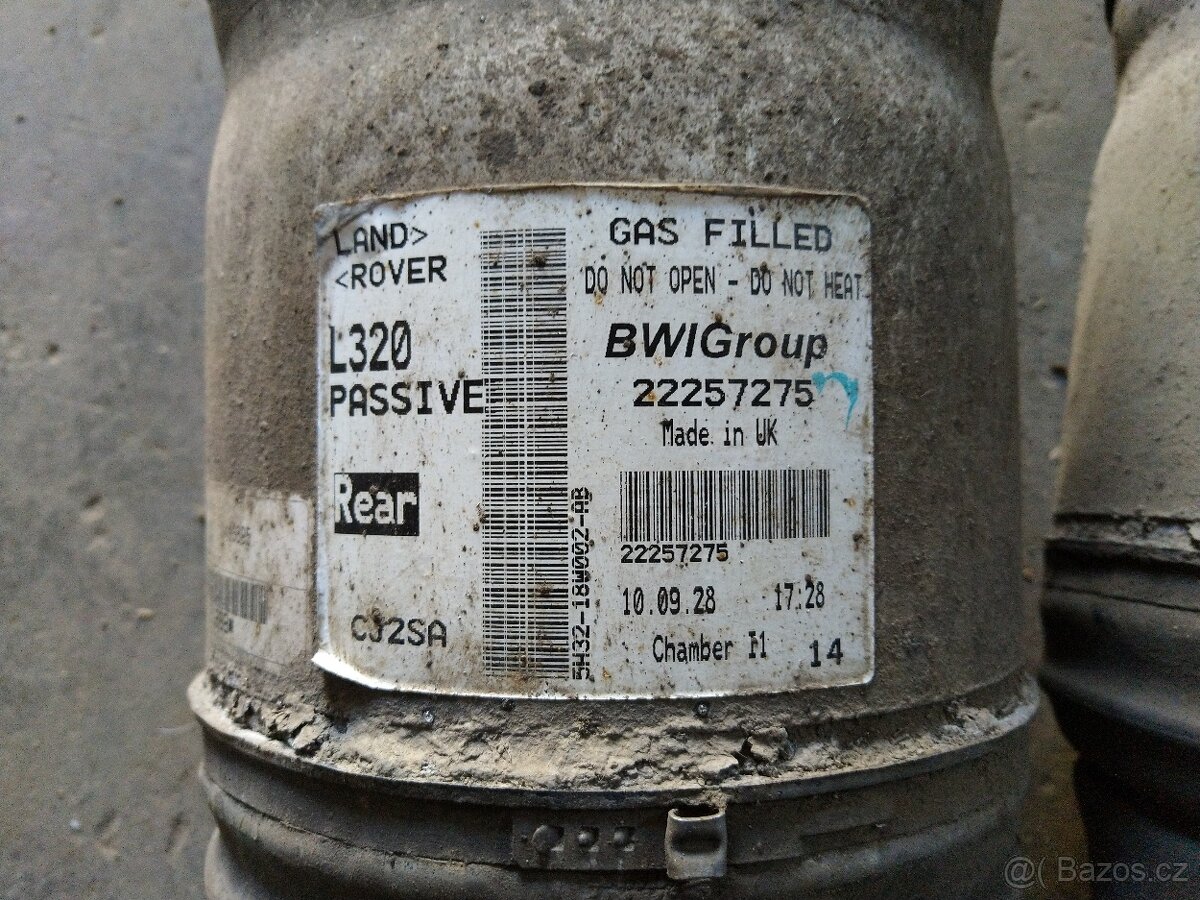 LAND>
<ROVER
L320
PASSIVE
Rear
CJ2SA
5H32-18W002-AB
GAS FILLED
DO NOT OPEN - DO NOT HEAT
BWIGroup
22257275
Made in UK
22257275
10.09.28 17:28
Chamber I1 14
@( Bazos.cz